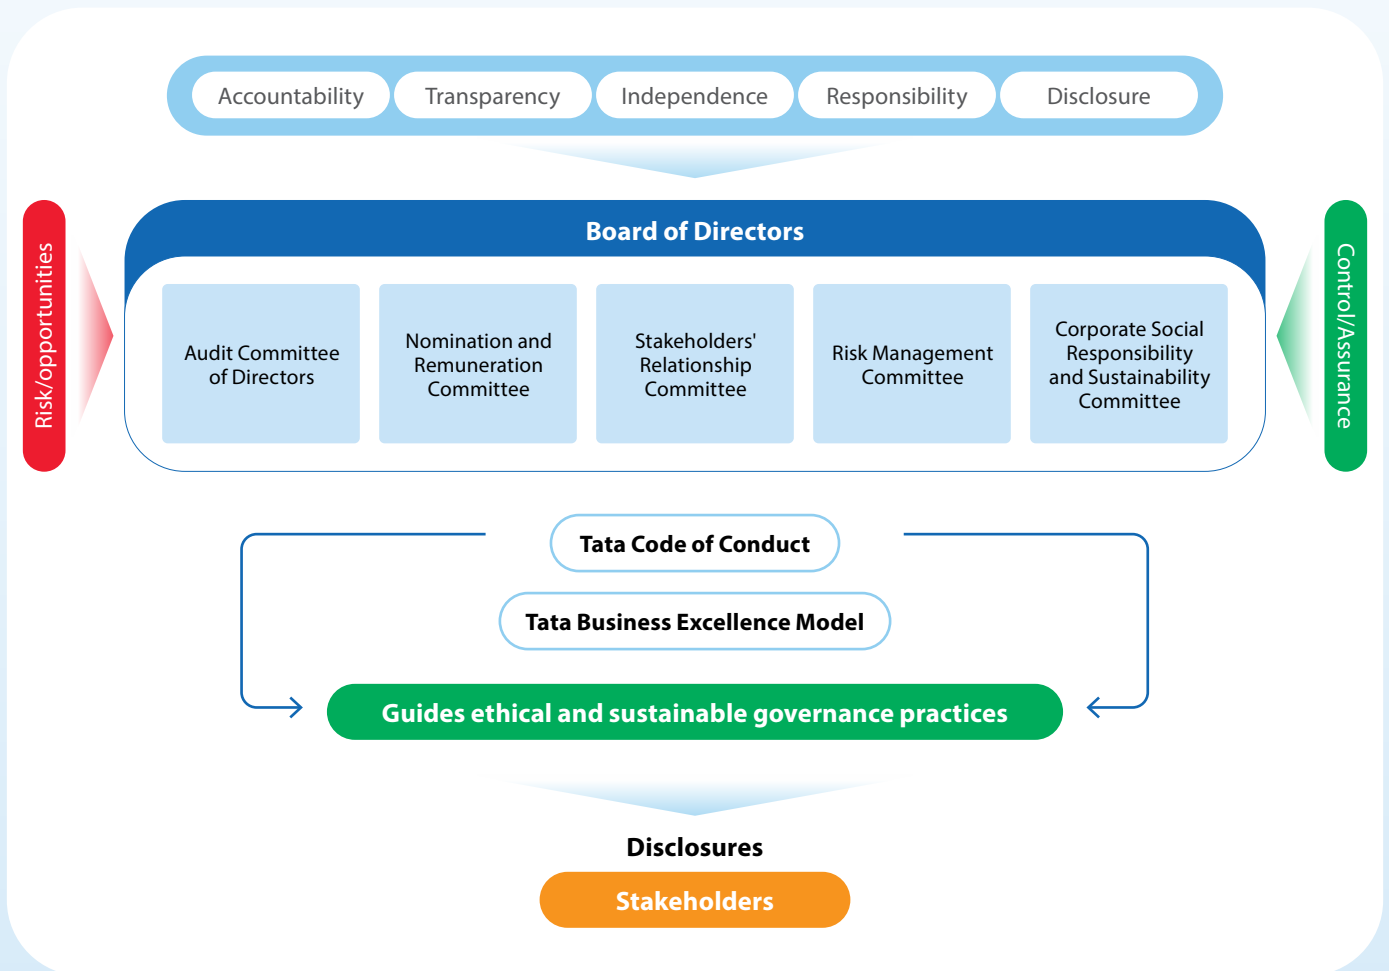 Accountability
Transparency
Independence
Responsibility
Disclosure
Risk/opportunities
Board of Directors
Control/Assurance
Audit Committee
of Directors
Nomination and
Remuneration
Committee
Stakeholders'
Relationship
Committee
Risk Management
Committee
Corporate Social
Responsibility
and Sustainability
Committee
Tata Code of Conduct
Tata Business Excellence Model
Guides ethical and sustainable governance practices
Disclosures
Stakeholders